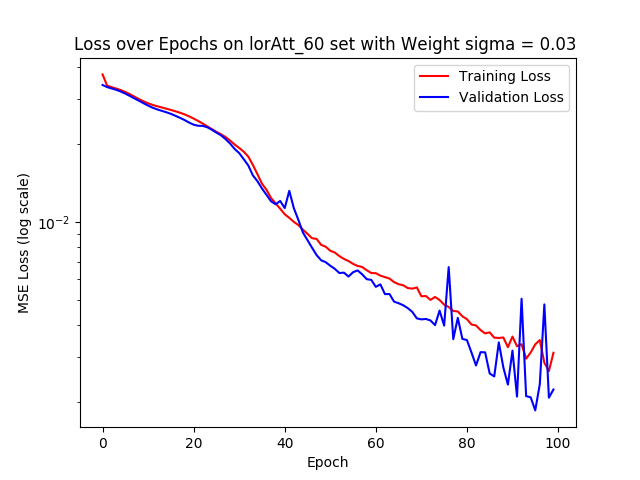 Loss over Epochs on lorAtt_60 set with Weight sigma = 0.03
Training Loss
Validation Loss
MSE Loss (log scale)
10⁻²
0 20 40 60 80 100
Epoch